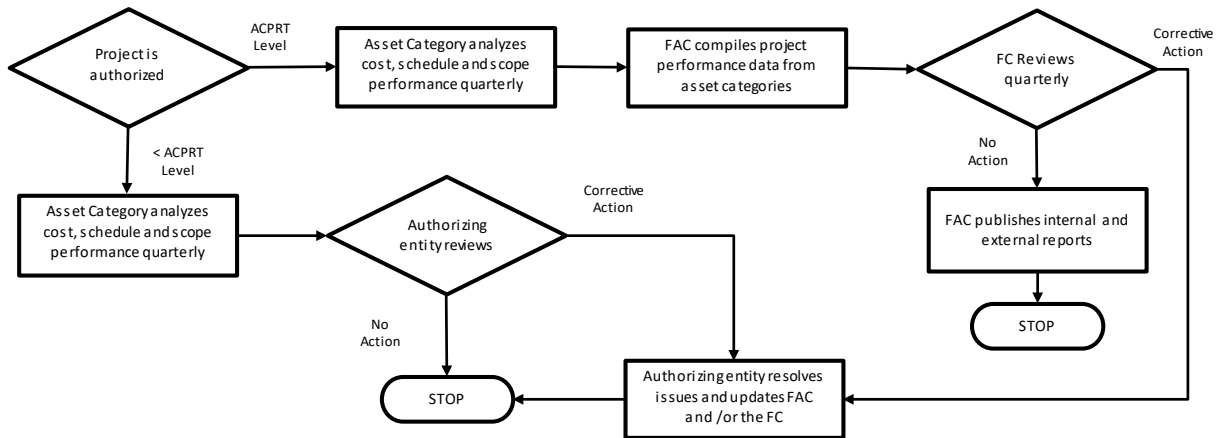 Project is
authorized
ACPRT
Level
Asset Category analyzes
cost, schedule and scope
performance quarterly
FAC compiles project
performance data from
asset categories
FC Reviews
quarterly
Corrective
Action
< ACPRT
Level
No
Action
Asset Category analyzes
cost, schedule and scope
performance quarterly
Authorizing
entity reviews
Corrective
Action
FAC publishes internal and
external reports
STOP
No
Action
STOP
Authorizing entity resolves
issues and updates FAC
and /or the FC